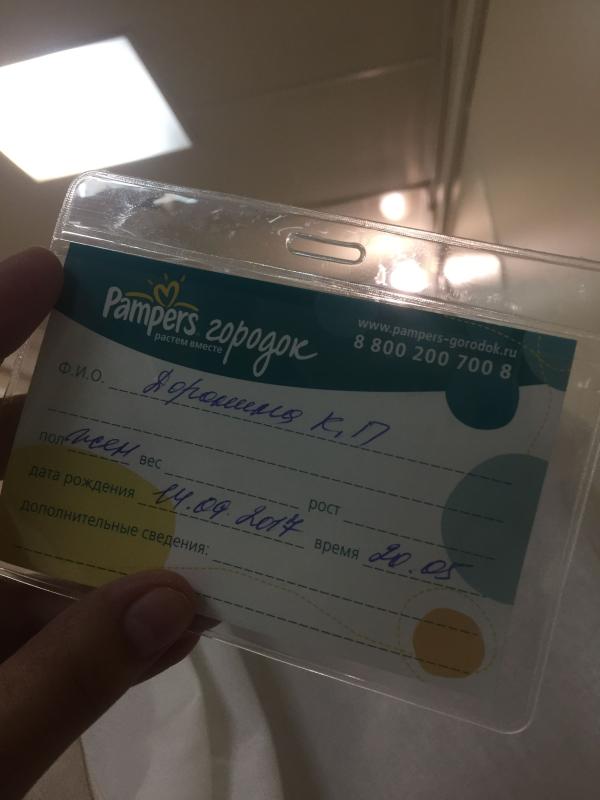 Pampers городок
растем вместе
www.pampers-gorodok.ru
8 800 200 700 8
Ф.И.О. Доронина К,П
пол жен вес рост
дата рождения 14.09.2017 время 20.05
дополнительные сведения: